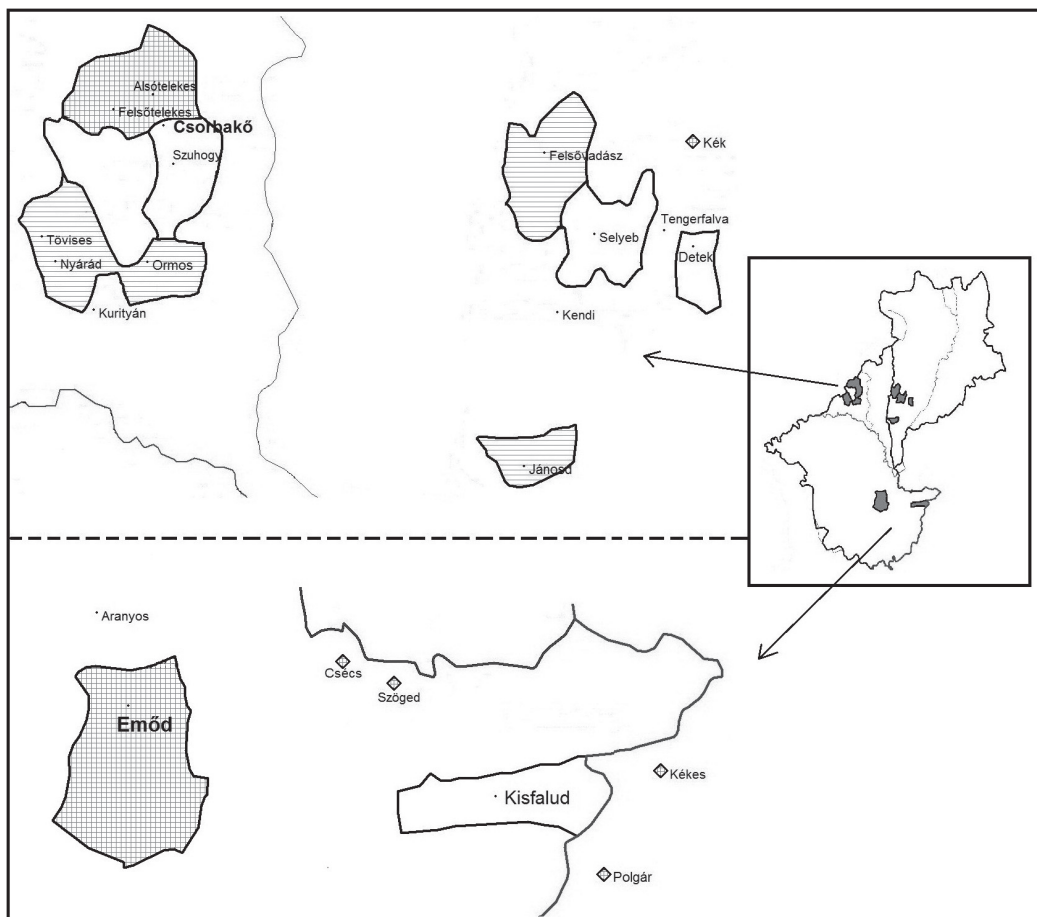 Alsótelekes
Felsőtelekes
Csorbakő
Szuhogy
Felsővadász
Kék
Tengerfalva
Selyeb
Detek
Tövises
Nyárád
Ormos
Kurityán
Kendi
Jánosd
Aranyos
Csécs
Szöged
Emőd
Kékes
Kisfalud
Polgár